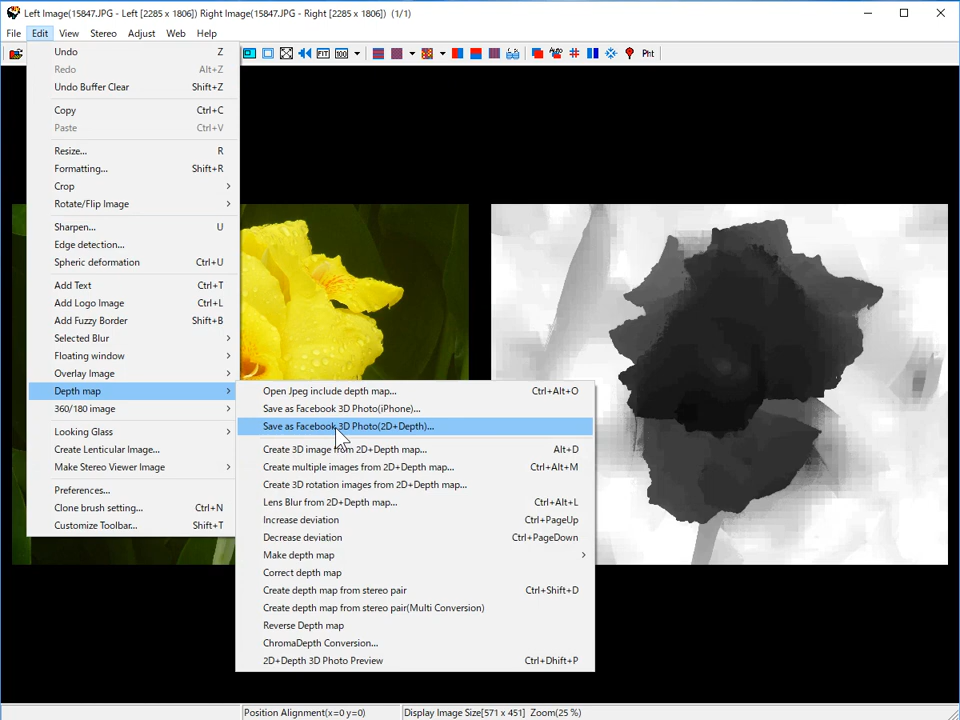 Left Image(15847.JPG - Left [2285 x 1806]) Right Image(15847.JPG - Right [2285 x 1806]) (1/1)
File Edit View Stereo Adjust Web Help
FIT 100 AUTO Pht
Undo Z
Redo Alt+Z
Undo Buffer Clear Shift+Z
Copy Ctrl+C
Paste Ctrl+V
Resize... R
Formatting... Shift+R
Crop
Rotate/Flip Image
Sharpen... U
Edge detection...
Spheric deformation Ctrl+U
Add Text Ctrl+T
Add Logo Image Ctrl+L
Add Fuzzy Border Shift+B
Selected Blur
Floating window
Overlay Image
Depth map
360/180 image
Looking Glass
Create Lenticular Image...
Make Stereo Viewer Image
Preferences...
Clone brush setting... Ctrl+N
Customize Toolbar... Shift+T
Open Jpeg include depth map... Ctrl+Alt+O
Save as Facebook 3D Photo(iPhone)...
Save as Facebook 3D Photo(2D+Depth)...
Create 3D image from 2D+Depth map... Alt+D
Create multiple images from 2D+Depth map... Ctrl+Alt+M
Create 3D rotation images from 2D+Depth map...
Lens Blur from 2D+Depth map... Ctrl+Alt+L
Increase deviation Ctrl+PageUp
Decrease deviation Ctrl+PageDown
Make depth map
Correct depth map
Create depth map from stereo pair Ctrl+Shift+D
Create depth map from stereo pair(Multi Conversion)
Reverse Depth map
ChromaDepth Conversion...
2D+Depth 3D Photo Preview Ctrl+Dhift+P
Position Alignment(x=0 y=0) Display Image Size[571 x 451] Zoom(25 %)